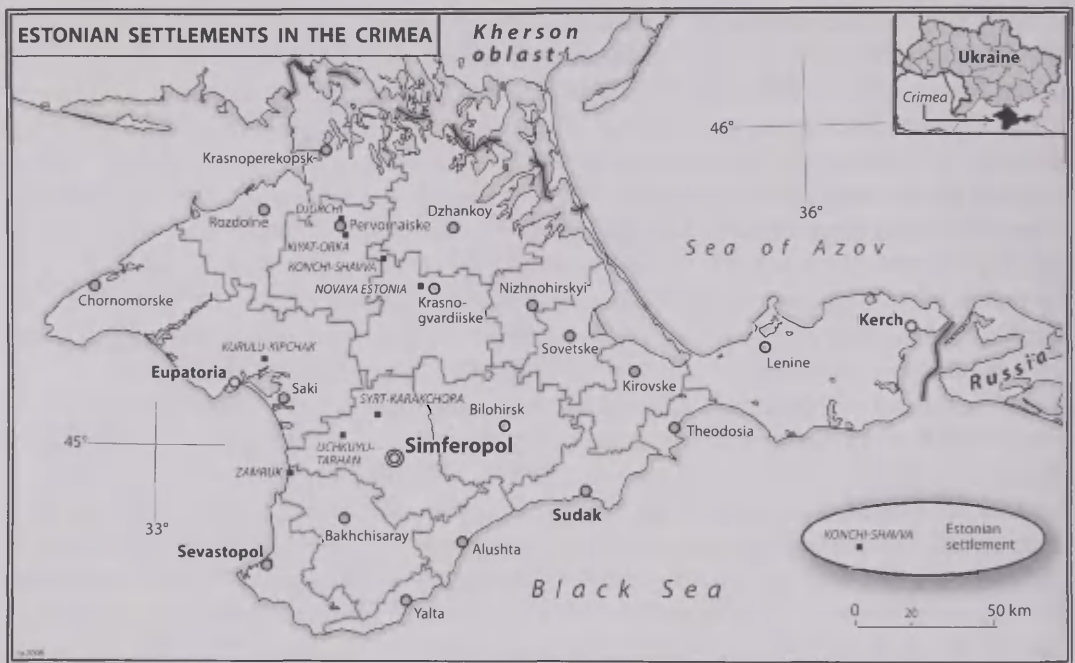 ESTONIAN SETTLEMENTS IN THE CRIMEA
Kherson
oblast
Ukraine
Crimea
46°
36°
Krasnoperekopsk
Rozdolne
DJURCHI
Pervomaiske
Dzhankoy
KIYAT-ORKA
KONCHI-SHAVVA
Sea of Azov
NOVAYA ESTONIA
Krasno-
gvardiiske
Nizhnohirskyi
Chornomorske
Kerch
Sovetske
Lenine
KURULU-KIPCHAK
Eupatoria
Saki
Kirovske
Russia
SYRT-KARAKCHORA
Bilohirsk
Theodosia
45°
UCHKUYU-
TARHAN
Simferopol
ZAMRUK
33°
Sudak
Bakhchisaray
Alushta
Sevastopol
KONCHI-SHAVVA
Estonian
settlement
Black Sea
Yalta
0 20 50 km